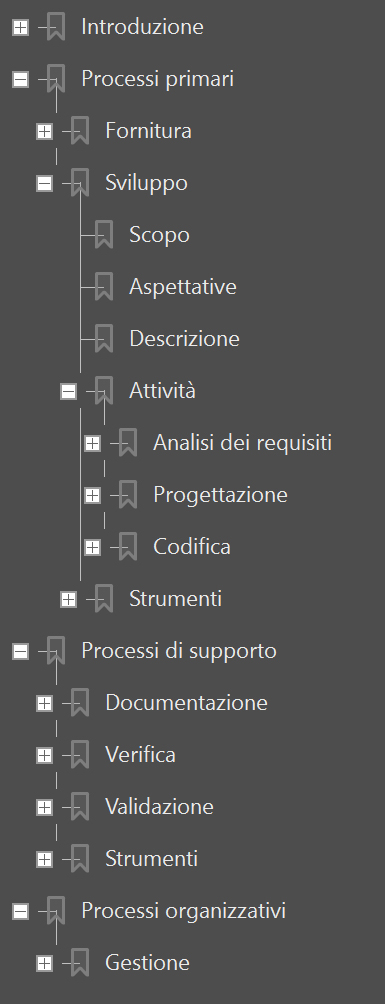 Introduzione
Processi primari
Fornitura
Sviluppo
Scopo
Aspettative
Descrizione
Attività
Analisi dei requisiti
Progettazione
Codifica
Strumenti
Processi di supporto
Documentazione
Verifica
Validazione
Strumenti
Processi organizzativi
Gestione